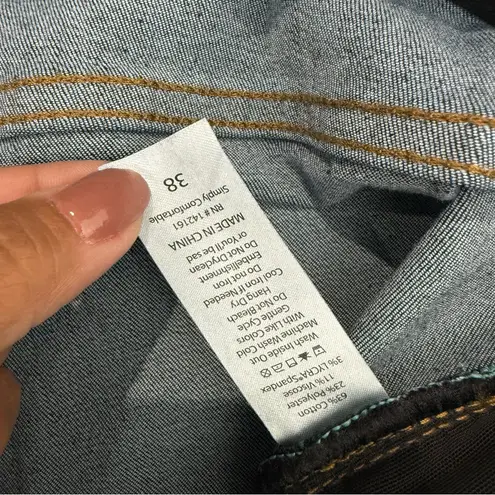 63% Cotton
23% Polyester
11% Viscose
3% LYCRA®Spandex
Wash Inside Out
Machine Wash Cold
With Like Colors
Gentle Cycle
Do Not Bleach
Hang Dry
Cool Iron If Needed
Do not Iron
Embellishment
Do Not Dryclean
or You'll be sad
MADE IN CHINA
RN # 142161
Simply Comfortable
38